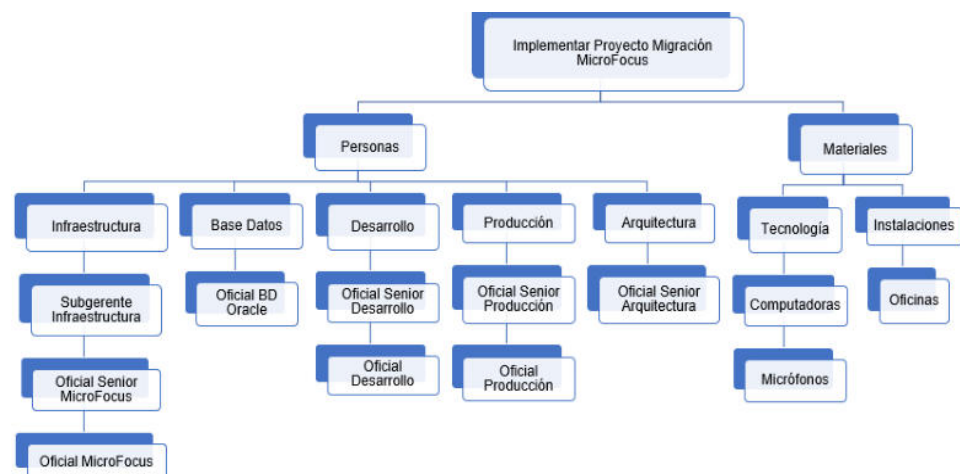 Implementar Proyecto Migración
MicroFocus
Personas
Materiales
Infraestructura
Base Datos
Desarrollo
Producción
Arquitectura
Tecnología
Instalaciones
Subgerente
Infraestructura
Oficial BD
Oracle
Oficial Senior
Desarrollo
Oficial Senior
Producción
Oficial Senior
Arquitectura
Computadoras
Oficinas
Oficial Senior
MicroFocus
Oficial
Desarrollo
Oficial
Producción
Micrófonos
Oficial MicroFocus